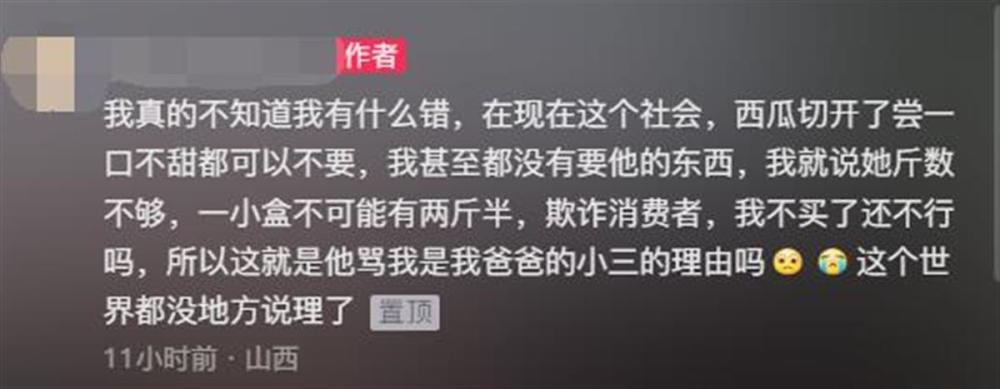 作者
我真的不知道我有什么错，在现在这个社会，西瓜切开了尝一
口不甜都可以不要，我甚至都没有要他的东西，我就说她斤数
不够，一小盒不可能有两斤半，欺诈消费者，我不买了还不行
吗，所以这就是他骂我是我爸爸的小三的理由吗🥺 😭 这个世
界都没地方说理了 置顶
11小时前 · 山西